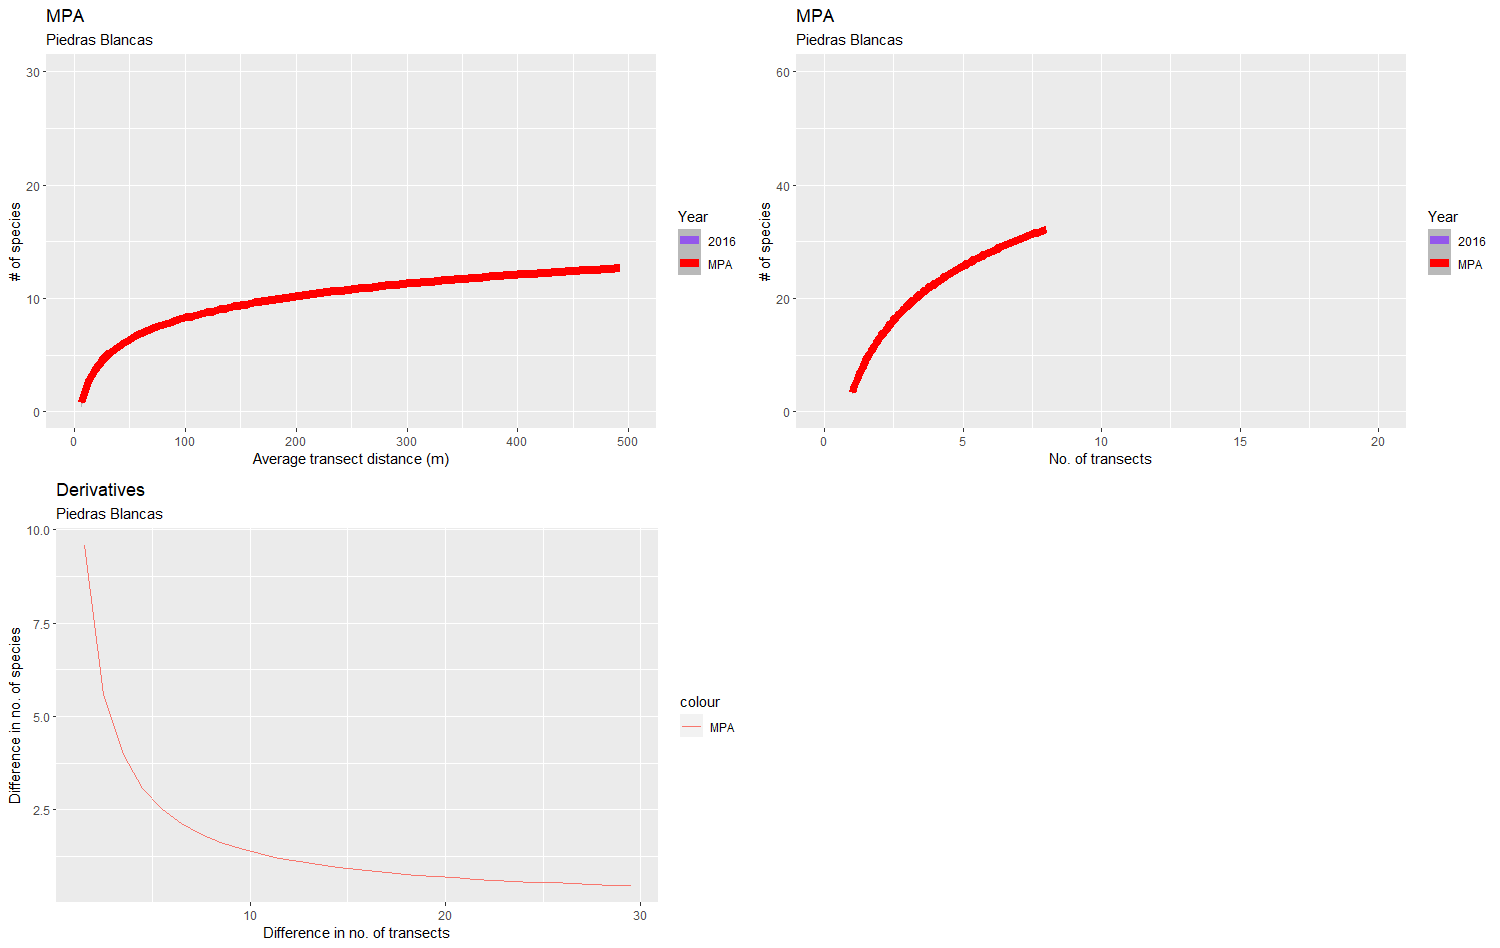 MPA
Piedras Blancas
30
20
10
0
# of species
0 100 200 300 400 500
Average transect distance (m)
Year
2016
MPA
MPA
Piedras Blancas
60
40
20
0
# of species
0 5 10 15 20
No. of transects
Year
2016
MPA
Derivatives
Piedras Blancas
10.0
7.5
5.0
2.5
Difference in no. of species
10 20 30
Difference in no. of transects
colour
MPA